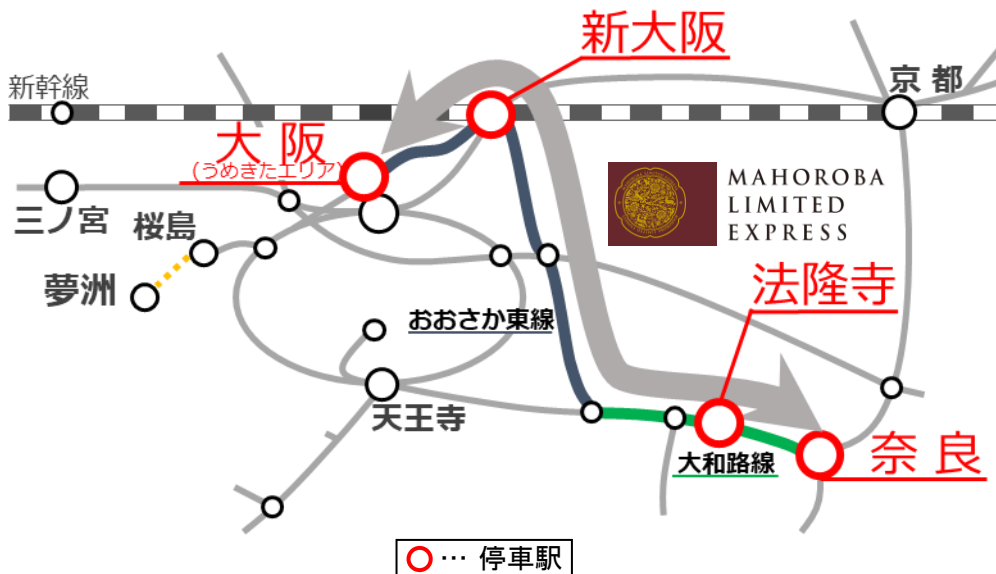 新大阪
新幹線
京都
大阪
(うめきたエリア)
MAHOROBA
LIMITED
EXPRESS
三ノ宮
桜島
夢洲
法隆寺
おおさか東線
天王寺
奈良
大和路線
… 停車駅